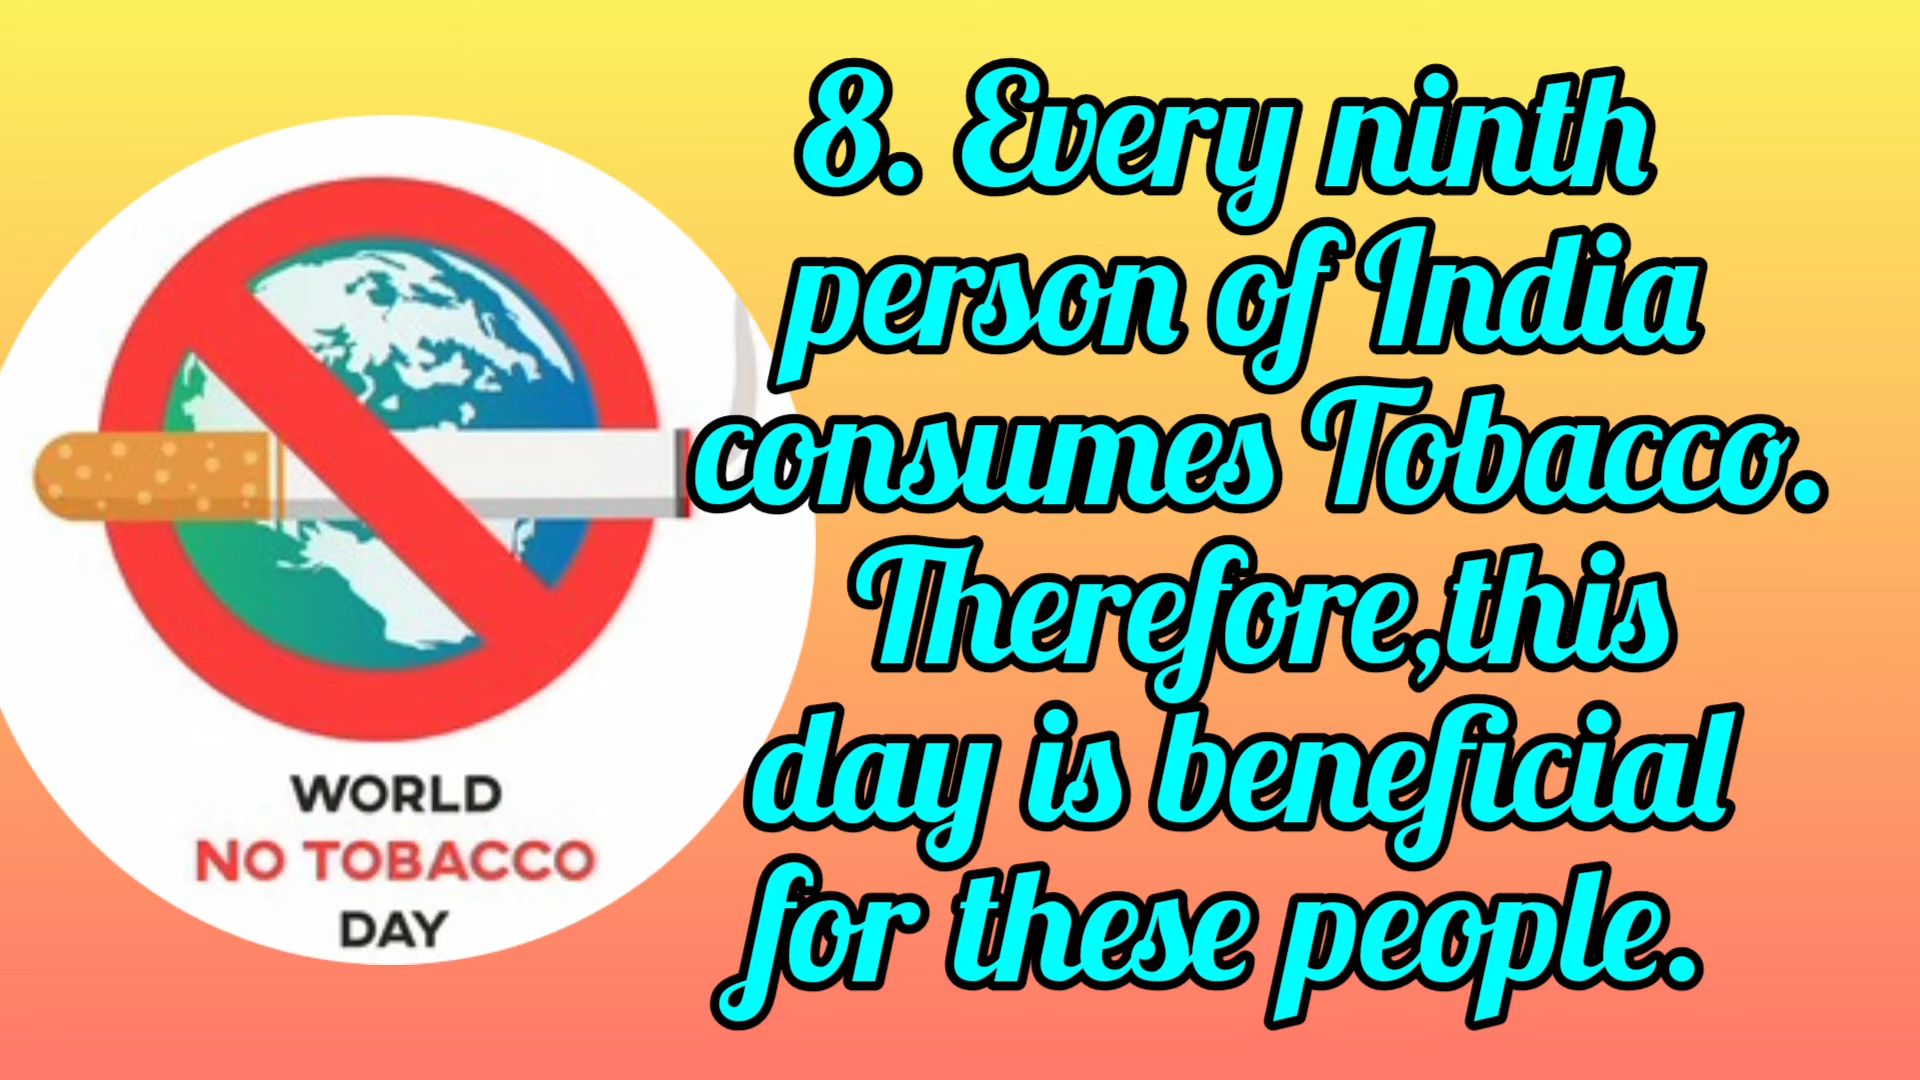 8. Every ninth
person of India
consumes Tobacco.
Therefore,this
day is beneficial
for these people.
WORLD
NO TOBACCO
DAY